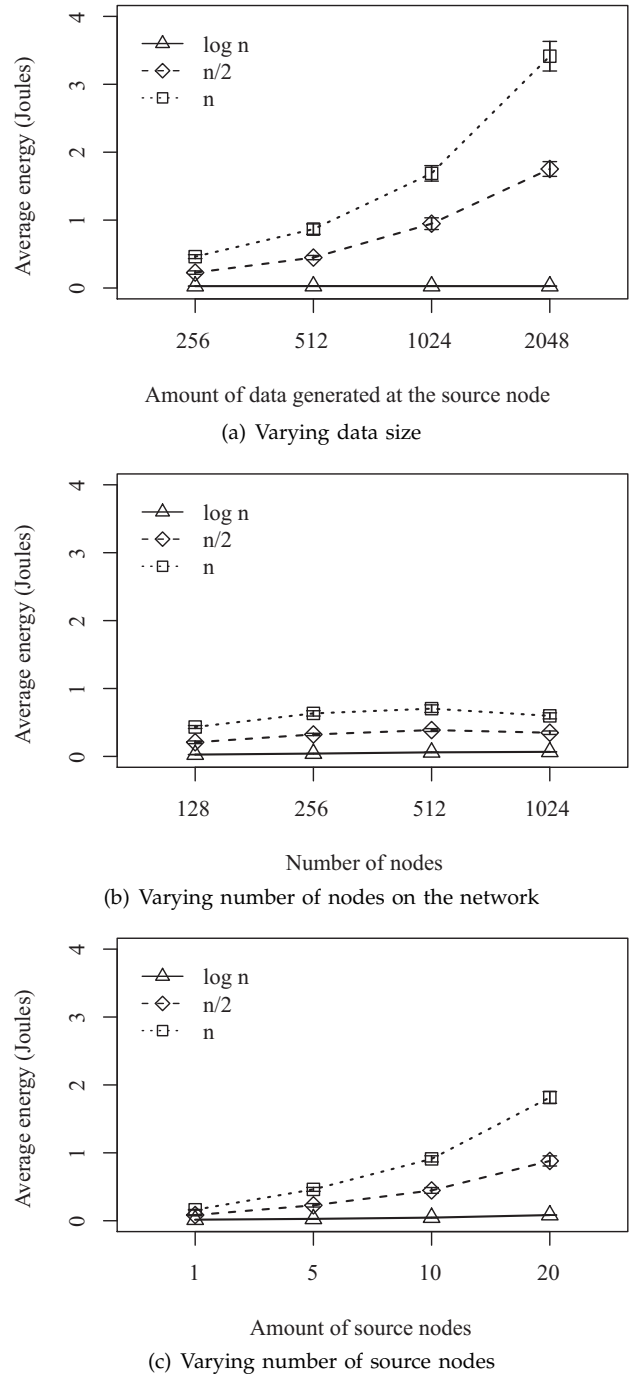 4
3
2
1
0
Average energy (Joules)
log n
n/2
n
256 512 1024 2048
Amount of data generated at the source node
(a) Varying data size
4
3
2
1
0
Average energy (Joules)
log n
n/2
n
128 256 512 1024
Number of nodes
(b) Varying number of nodes on the network
4
3
2
1
0
Average energy (Joules)
log n
n/2
n
1 5 10 20
Amount of source nodes
(c) Varying number of source nodes